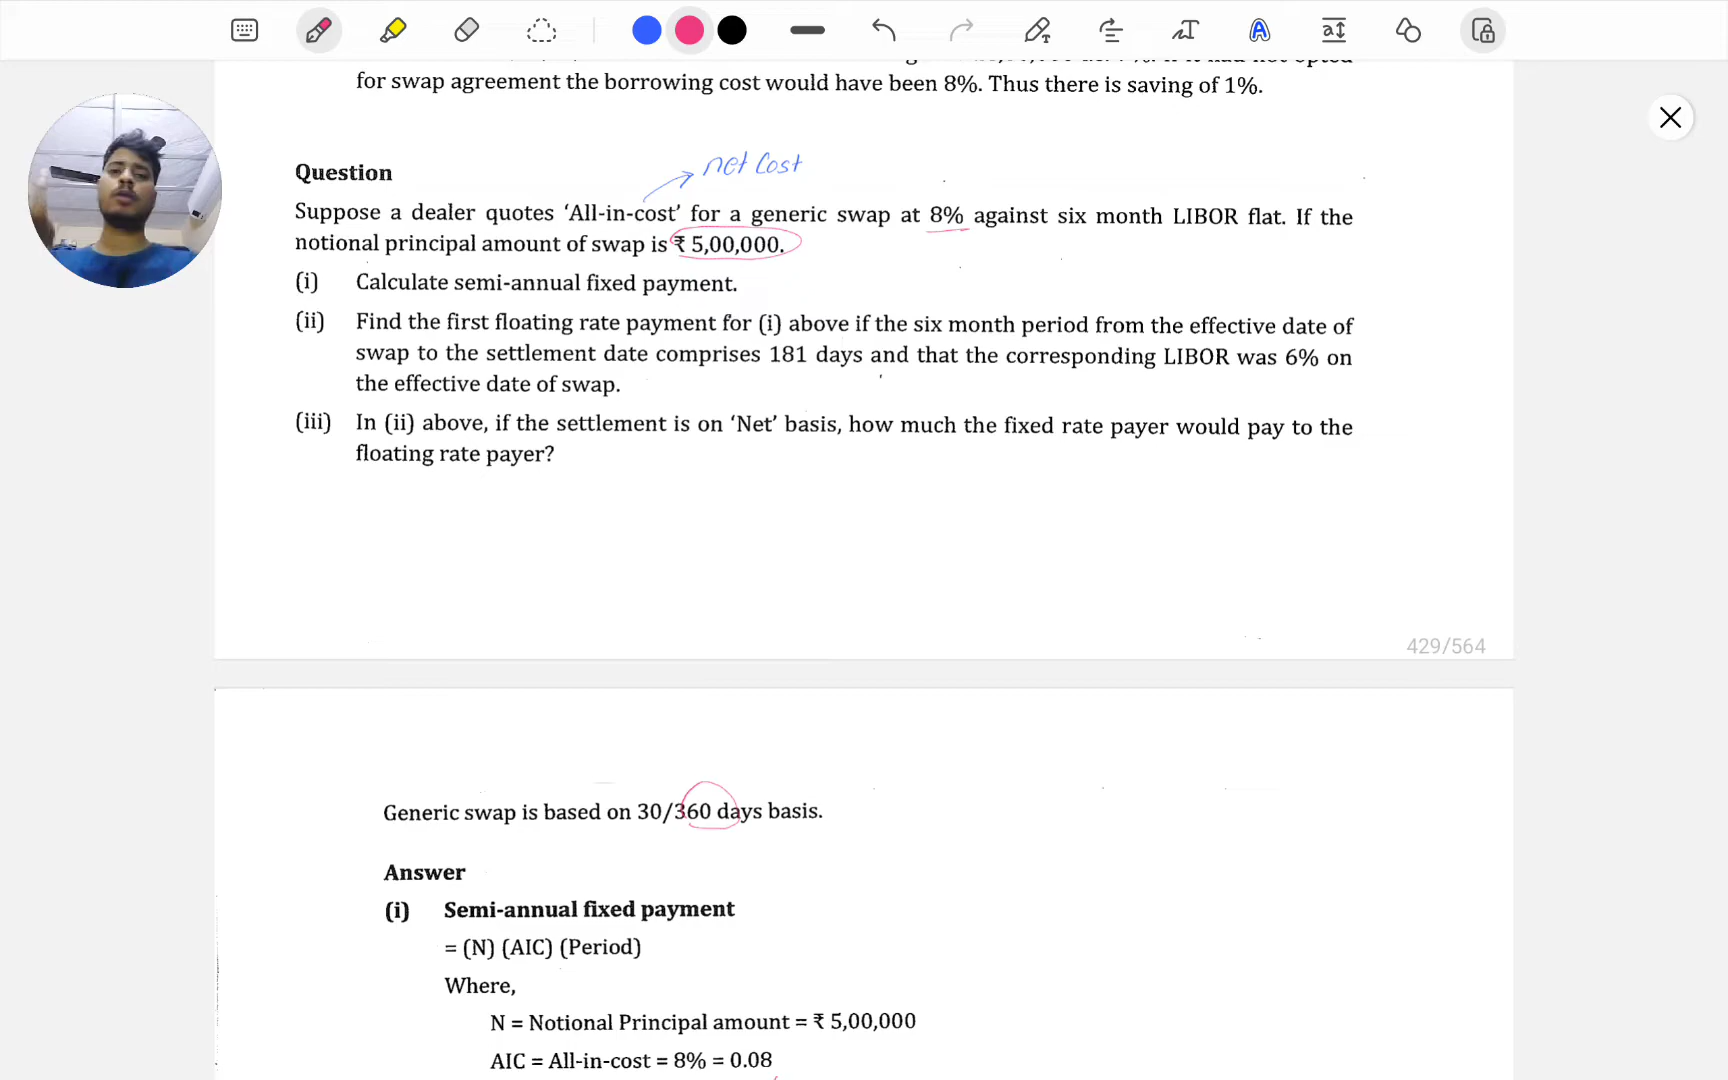 for swap agreement the borrowing cost would have been 8%. Thus there is saving of 1%.
net Cost
Question
Suppose a dealer quotes ‘All-in-cost’ for a generic swap at 8% against six month LIBOR flat. If the
notional principal amount of swap is ₹ 5,00,000.
(i) Calculate semi-annual fixed payment.
(ii) Find the first floating rate payment for (i) above if the six month period from the effective date of
swap to the settlement date comprises 181 days and that the corresponding LIBOR was 6% on
the effective date of swap.
(iii) In (ii) above, if the settlement is on ‘Net’ basis, how much the fixed rate payer would pay to the
floating rate payer?
429/564
Generic swap is based on 30/360 days basis.
Answer
(i) Semi-annual fixed payment
= (N) (AIC) (Period)
Where,
N = Notional Principal amount = ₹ 5,00,000
AIC = All-in-cost = 8% = 0.08